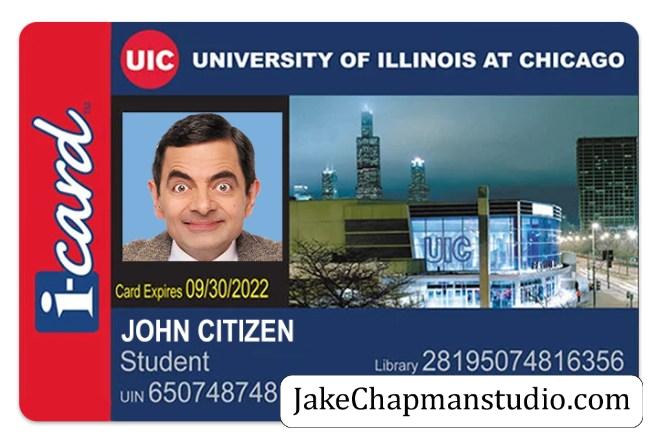 UIC UNIVERSITY OF ILLINOIS AT CHICAGO
i-card™
UIC
Card Expires 09/30/2022
JOHN CITIZEN
Student
Library 28195074816356
UIN 650748748
JakeChapmanstudio.com